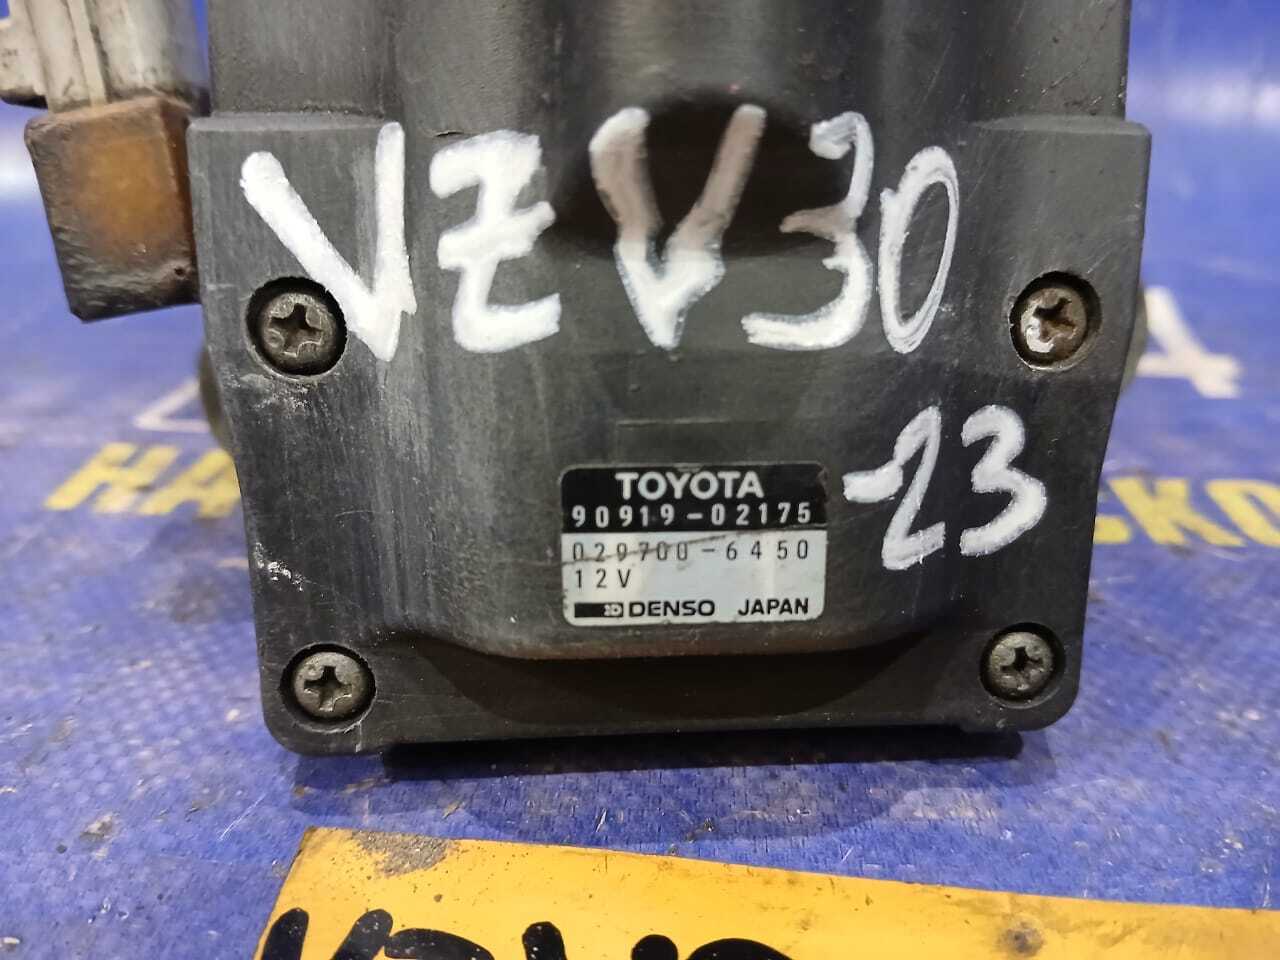 VZV30
-23
TOYOTA
90919-02175
029700-6450
12V
DENSO JAPAN